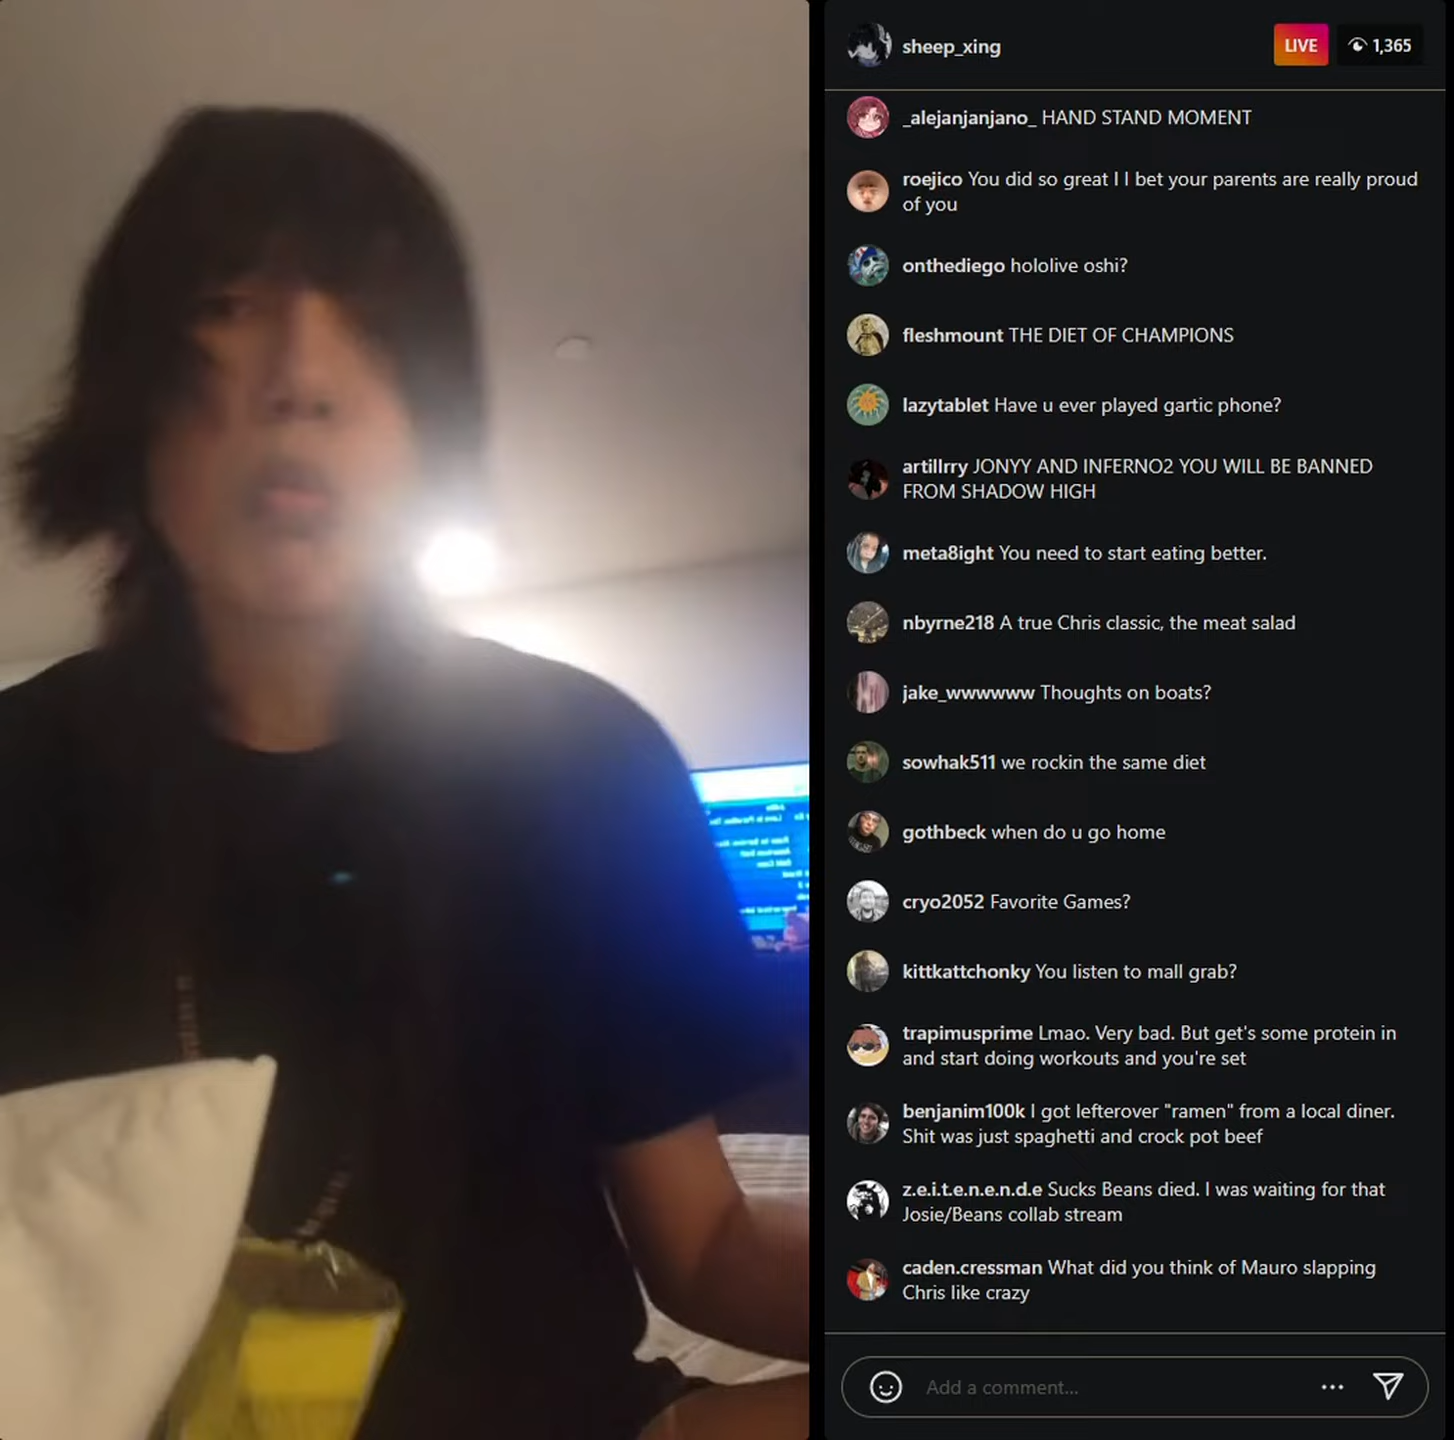 sheep_xing
LIVE
1,365
_alejanjanjano_ HAND STAND MOMENT
roejico You did so great I I bet your parents are really proud
of you
onthediego hololive oshi?
fleshmount THE DIET OF CHAMPIONS
lazytablet Have u ever played gartic phone?
artillrry JONYY AND INFERNO2 YOU WILL BE BANNED
FROM SHADOW HIGH
meta8ight You need to start eating better.
nbyrne218 A true Chris classic, the meat salad
jake_wwwwww Thoughts on boats?
sowhak511 we rockin the same diet
gothbeck when do u go home
cryo2052 Favorite Games?
kittkattchonky You listen to mall grab?
trapimusprime Lmao. Very bad. But get's some protein in
and start doing workouts and you're set
benjanim100k I got lefterover "ramen" from a local diner.
Shit was just spaghetti and crock pot beef
z.e.i.t.e.n.e.n.d.e Sucks Beans died. I was waiting for that
Josie/Beans collab stream
caden.cressman What did you think of Mauro slapping
Chris like crazy
Add a comment...